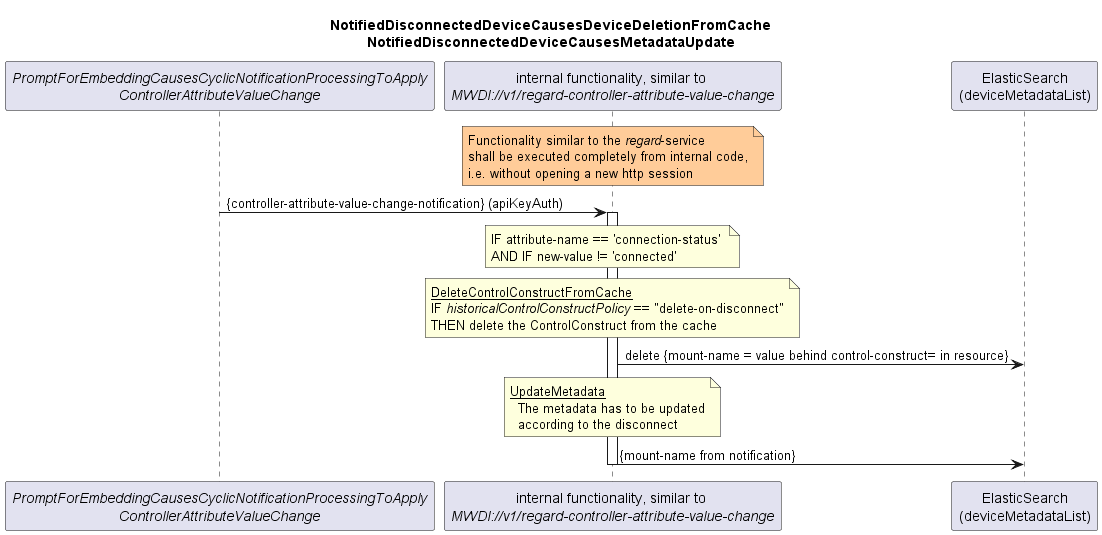 NotifiedDisconnectedDeviceCausesDeviceDeletionFromCache
NotifiedDisconnectedDeviceCausesMetadataUpdate
PromptForEmbeddingCausesCyclicNotificationProcessingToApply
ControllerAttributeValueChange
internal functionality, similar to
MWDI://v1/regard-controller-attribute-value-change
ElasticSearch
(deviceMetadataList)
Functionality similar to the regard-service
shall be executed completely from internal code,
i.e. without opening a new http session
{controller-attribute-value-change-notification} (apiKeyAuth)
IF attribute-name == 'connection-status'
AND IF new-value != 'connected'
DeleteControlConstructFromCache
IF historicalControlConstructPolicy == "delete-on-disconnect"
THEN delete the ControlConstruct from the cache
delete {mount-name = value behind control-construct= in resource}
UpdateMetadata
The metadata has to be updated
according to the disconnect
{mount-name from notification}
PromptForEmbeddingCausesCyclicNotificationProcessingToApply
ControllerAttributeValueChange
internal functionality, similar to
MWDI://v1/regard-controller-attribute-value-change
ElasticSearch
(deviceMetadataList)